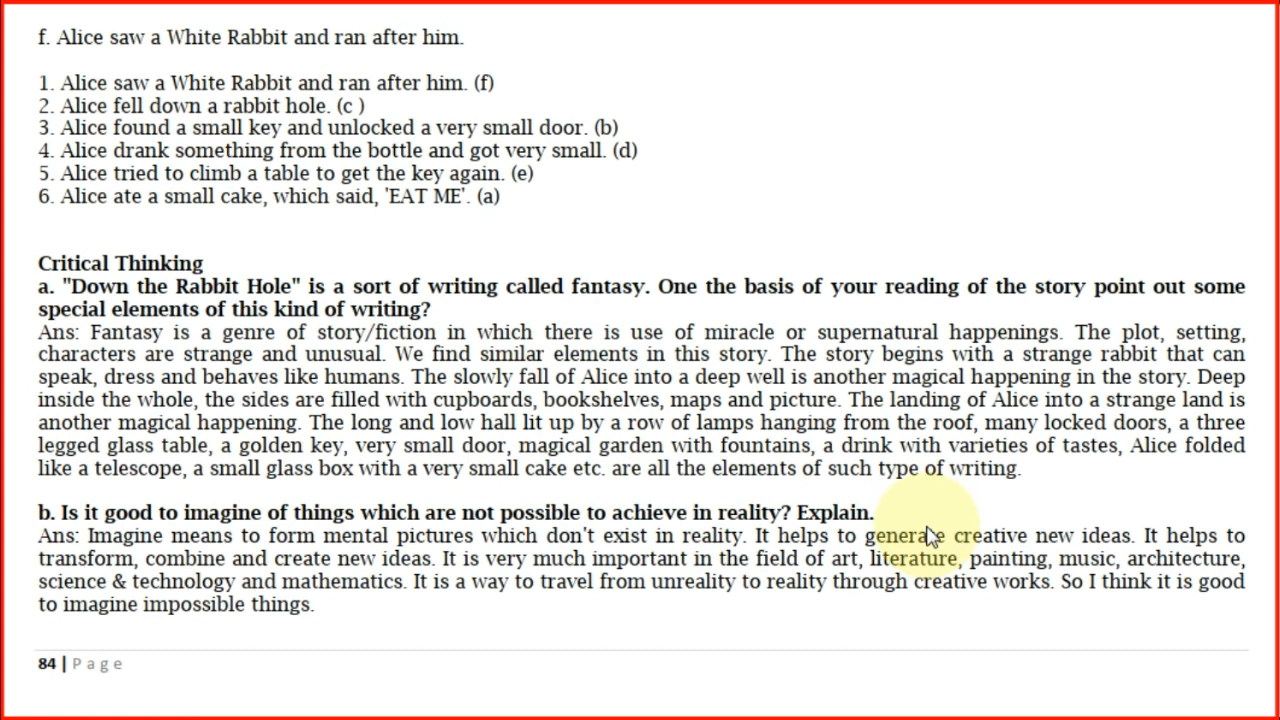 f. Alice saw a White Rabbit and ran after him.
1. Alice saw a White Rabbit and ran after him. (f)
2. Alice fell down a rabbit hole. (c )
3. Alice found a small key and unlocked a very small door. (b)
4. Alice drank something from the bottle and got very small. (d)
5. Alice tried to climb a table to get the key again. (e)
6. Alice ate a small cake, which said, 'EAT ME'. (a)
Critical Thinking
a. "Down the Rabbit Hole" is a sort of writing called fantasy. One the basis of your reading of the story point out some
special elements of this kind of writing?
Ans: Fantasy is a genre of story/fiction in which there is use of miracle or supernatural happenings. The plot, setting,
characters are strange and unusual. We find similar elements in this story. The story begins with a strange rabbit that can
speak, dress and behaves like humans. The slowly fall of Alice into a deep well is another magical happening in the story. Deep
inside the whole, the sides are filled with cupboards, bookshelves, maps and picture. The landing of Alice into a strange land is
another magical happening. The long and low hall lit up by a row of lamps hanging from the roof, many locked doors, a three
legged glass table, a golden key, very small door, magical garden with fountains, a drink with varieties of tastes, Alice folded
like a telescope, a small glass box with a very small cake etc. are all the elements of such type of writing.
b. Is it good to imagine of things which are not possible to achieve in reality? Explain.
Ans: Imagine means to form mental pictures which don't exist in reality. It helps to generate creative new ideas. It helps to
transform, combine and create new ideas. It is very much important in the field of art, literature, painting, music, architecture,
science & technology and mathematics. It is a way to travel from unreality to reality through creative works. So I think it is good
to imagine impossible things.
84 | Page